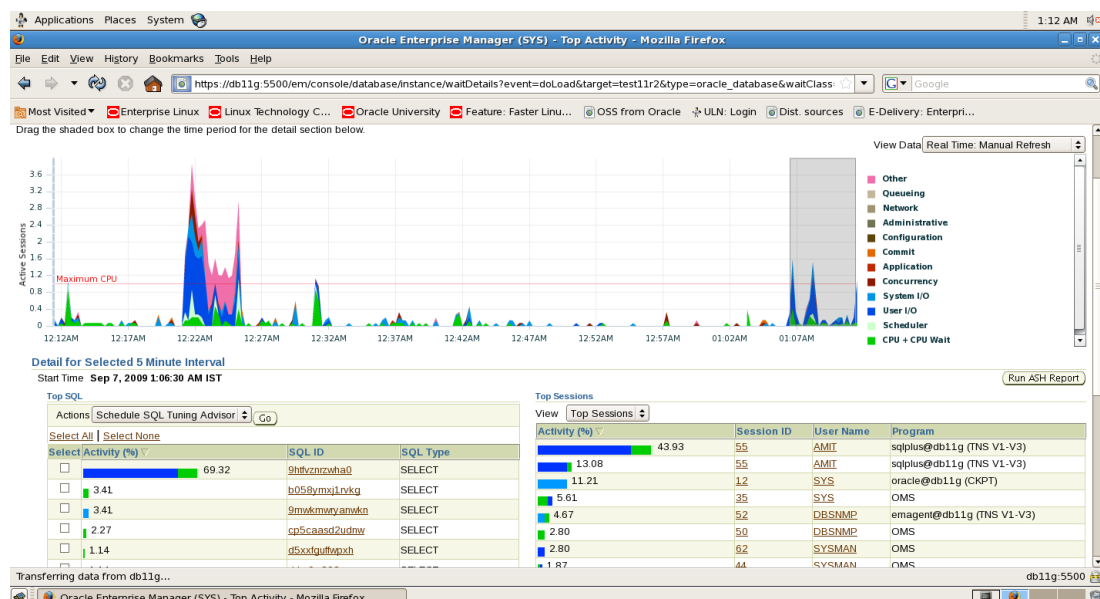 Applications Places System 1:12 AM
Oracle Enterprise Manager (SYS) - Top Activity - Mozilla Firefox
File Edit View History Bookmarks Tools Help
https://db11g:5500/em/console/database/instance/waitDetails?event=doLoad&target=test11r2&type=oracle_database&waitClass= Google
Most Visited Enterprise Linux Linux Technology C... Oracle University Feature: Faster Linu... OSS from Oracle ULN: Login Dist. sources E-Delivery: Enterpri...
Drag the shaded box to change the time period for the detail section below.
View Data Real Time: Manual Refresh
Active Sessions
3.6
3.2
2.8
2.4
2
1.6
1.2
0.8
0.4
0
Maximum CPU
12:12AM 12:17AM 12:22AM 12:27AM 12:32AM 12:37AM 12:42AM 12:47AM 12:52AM 12:57AM 01:02AM 01:07AM
Other
Queueing
Network
Administrative
Configuration
Commit
Application
Concurrency
System I/O
User I/O
Scheduler
CPU + CPU Wait
Detail for Selected 5 Minute Interval
Start Time Sep 7, 2009 1:06:30 AM IST Run ASH Report
Top SQL
Actions Schedule SQL Tuning Advisor Go
Select All | Select None
Select Activity (%) SQL ID SQL Type
69.32 9htfvznrzwha0 SELECT
3.41 b058ymxj1rvkg SELECT
3.41 9mwkmwryanwkn SELECT
2.27 cp5caasd2udnw SELECT
1.14 d5xxfguffwpxh SELECT
Top Sessions
View Top Sessions
Activity (%) Session ID User Name Program
43.93 55 AMIT sqlplus@db11g (TNS V1-V3)
13.08 55 AMIT sqlplus@db11g (TNS V1-V3)
11.21 12 SYS oracle@db11g (CKPT)
5.61 35 SYS OMS
4.67 52 DBSNMP emagent@db11g (TNS V1-V3)
2.80 50 DBSNMP OMS
2.80 62 SYSMAN OMS
1.87 44 SYSMAN OMS
Transferring data from db11g... db11g:5500
Oracle Enterprise Manager (SYS) - Top Activity - Mozilla Firefox